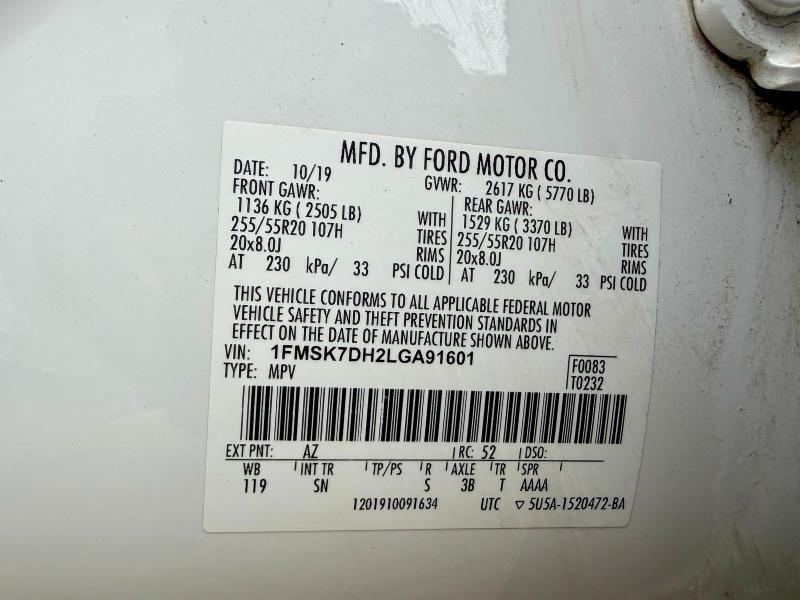 MFD. BY FORD MOTOR CO.
DATE: 10/19 GVWR: 2617 KG ( 5770 LB)
FRONT GAWR: REAR GAWR:
1136 KG ( 2505 LB) WITH 1529 KG ( 3370 LB) WITH
255/55R20 107H TIRES 255/55R20 107H TIRES
20x8.0J RIMS 20x8.0J RIMS
AT 230 kPa/ 33 PSI COLD AT 230 kPa/ 33 PSI COLD
THIS VEHICLE CONFORMS TO ALL APPLICABLE FEDERAL MOTOR
VEHICLE SAFETY AND THEFT PREVENTION STANDARDS IN
EFFECT ON THE DATE OF MANUFACTURE SHOWN ABOVE.
VIN: 1FMSK7DH2LGA91601
TYPE: MPV
F0083
T0232
EXT PNT: AZ RC: 52 DSO:
WB INT TR TP/PS R AXLE TR SPR
119 SN S 3B T AAAA
1201910091634 UTC ▽ 5U5A-1520472-BA